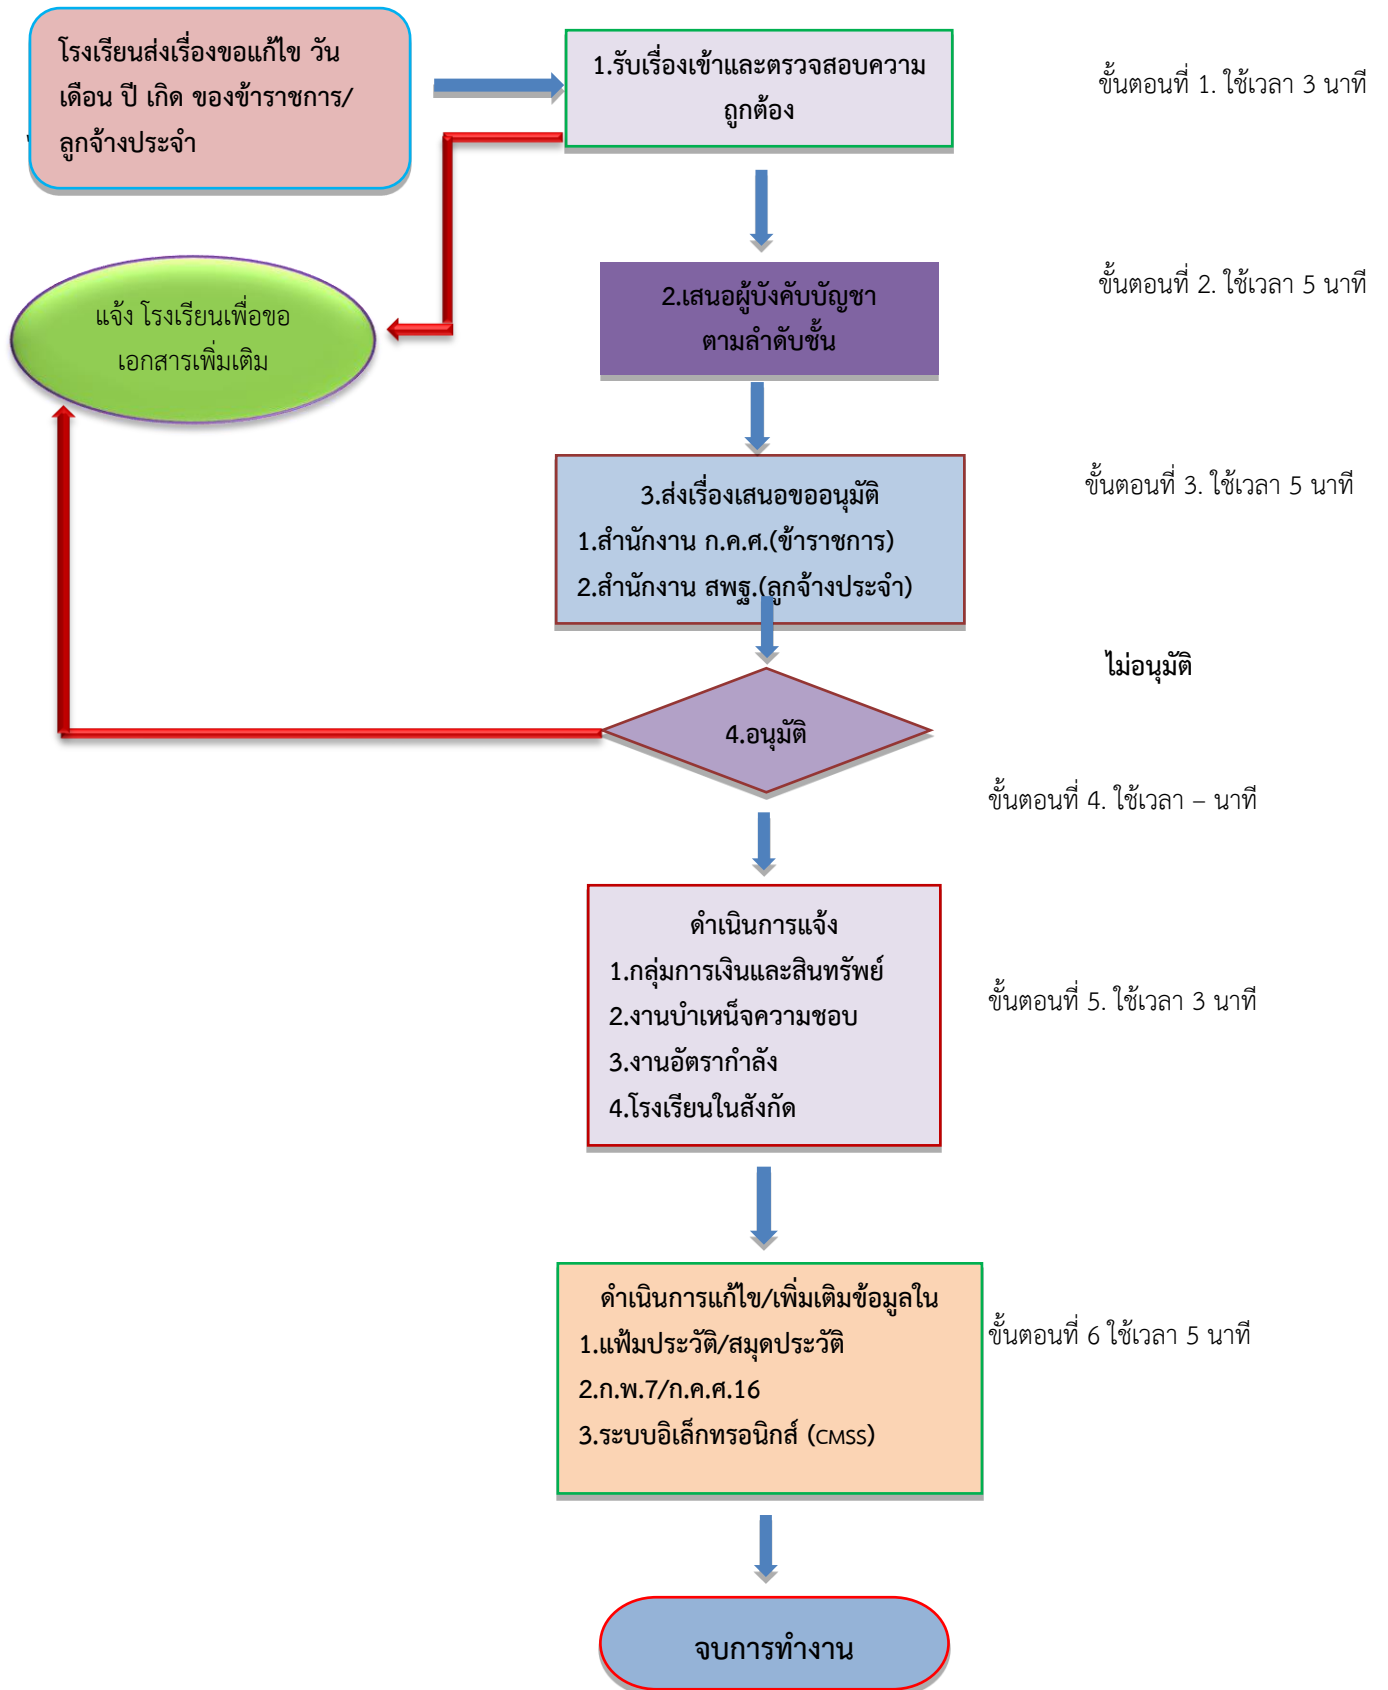 โรงเรียนส่งเรื่องขอแก้ไข วัน
เดือน ปี เกิด ของข้าราชการ/
ลูกจ้างประจำ
1.รับเรื่องเข้าและตรวจสอบความ
ถูกต้อง
ขั้นตอนที่ 1. ใช้เวลา 3 นาที
แจ้ง โรงเรียนเพื่อขอ
เอกสารเพิ่มเติม
2.เสนอผู้บังคับบัญชา
ตามลำดับชั้น
ขั้นตอนที่ 2. ใช้เวลา 5 นาที
3.ส่งเรื่องเสนอขออนุมัติ
1.สำนักงาน ก.ค.ศ.(ข้าราชการ)
2.สำนักงาน สพฐ.(ลูกจ้างประจำ)
ขั้นตอนที่ 3. ใช้เวลา 5 นาที
ไม่อนุมัติ
4.อนุมัติ
ขั้นตอนที่ 4. ใช้เวลา – นาที
ดำเนินการแจ้ง
1.กลุ่มการเงินและสินทรัพย์
2.งานบำเหน็จความชอบ
3.งานอัตรากำลัง
4.โรงเรียนในสังกัด
ขั้นตอนที่ 5. ใช้เวลา 3 นาที
ดำเนินการแก้ไข/เพิ่มเติมข้อมูลใน
1.แฟ้มประวัติ/สมุดประวัติ
2.ก.พ.7/ก.ค.ศ.16
3.ระบบอิเล็กทรอนิกส์ (CMSS)
ขั้นตอนที่ 6 ใช้เวลา 5 นาที
จบการทำงาน